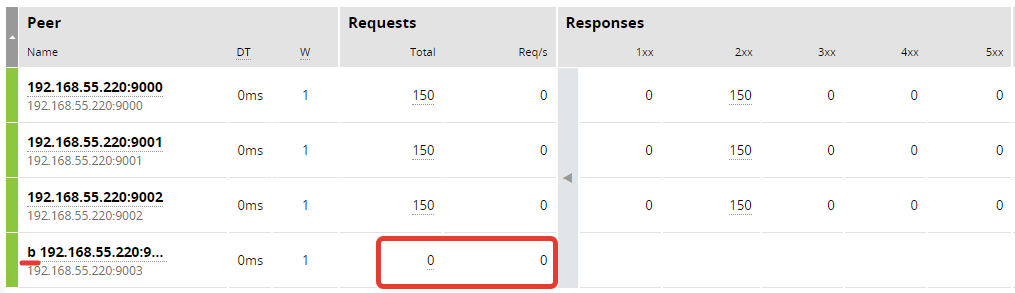 Peer Requests Responses
Name DT W Total Req/s 1xx 2xx 3xx 4xx 5xx
192.168.55.220:9000
192.168.55.220:9000
0ms 1 150 0 0 150 0 0 0
192.168.55.220:9001
192.168.55.220:9001
0ms 1 150 0 0 150 0 0 0
192.168.55.220:9002
192.168.55.220:9002
0ms 1 150 0 0 150 0 0 0
b 192.168.55.220:9...
192.168.55.220:9003
0ms 1 0 0